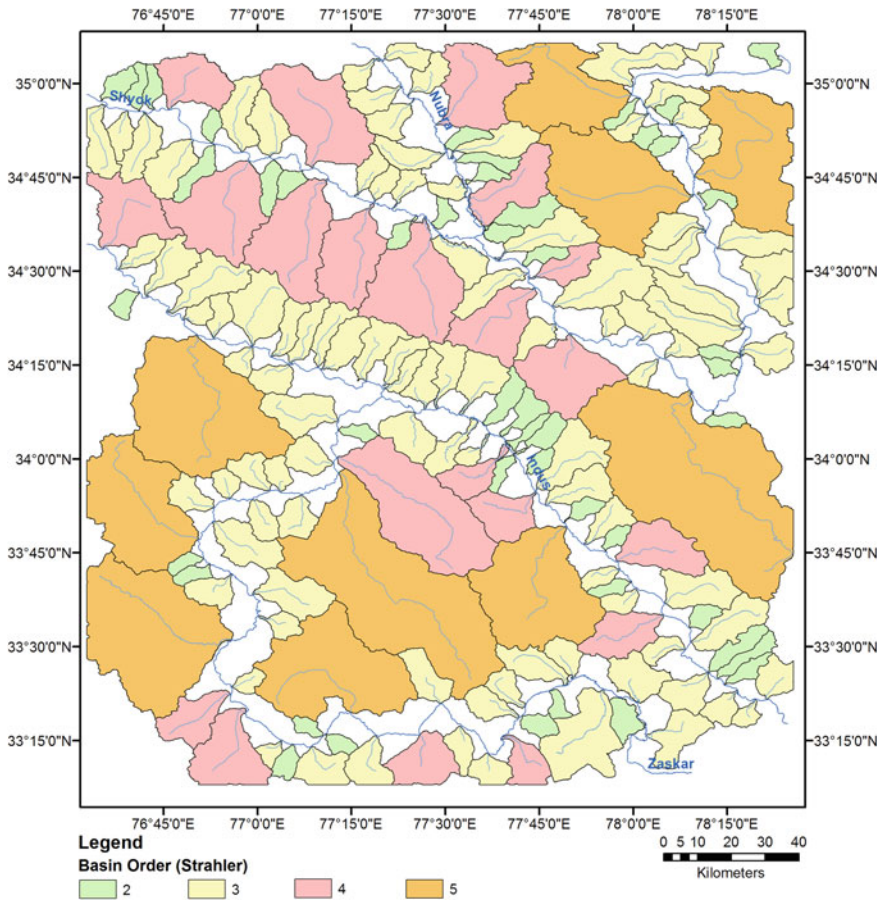 76°45'0"E 77°0'0"E 77°15'0"E 77°30'0"E 77°45'0"E 78°0'0"E 78°15'0"E
35°0'0"N 35°0'0"N
Shyok
Nubra
34°45'0"N 34°45'0"N
34°30'0"N 34°30'0"N
34°15'0"N 34°15'0"N
34°0'0"N 34°0'0"N
Indus
33°45'0"N 33°45'0"N
33°30'0"N 33°30'0"N
33°15'0"N 33°15'0"N
Zaskar
76°45'0"E 77°0'0"E 77°15'0"E 77°30'0"E 77°45'0"E 78°0'0"E 78°15'0"E
Legend
Basin Order (Strahler)
2 3 4 5
0 5 10 20 30 40
Kilometers